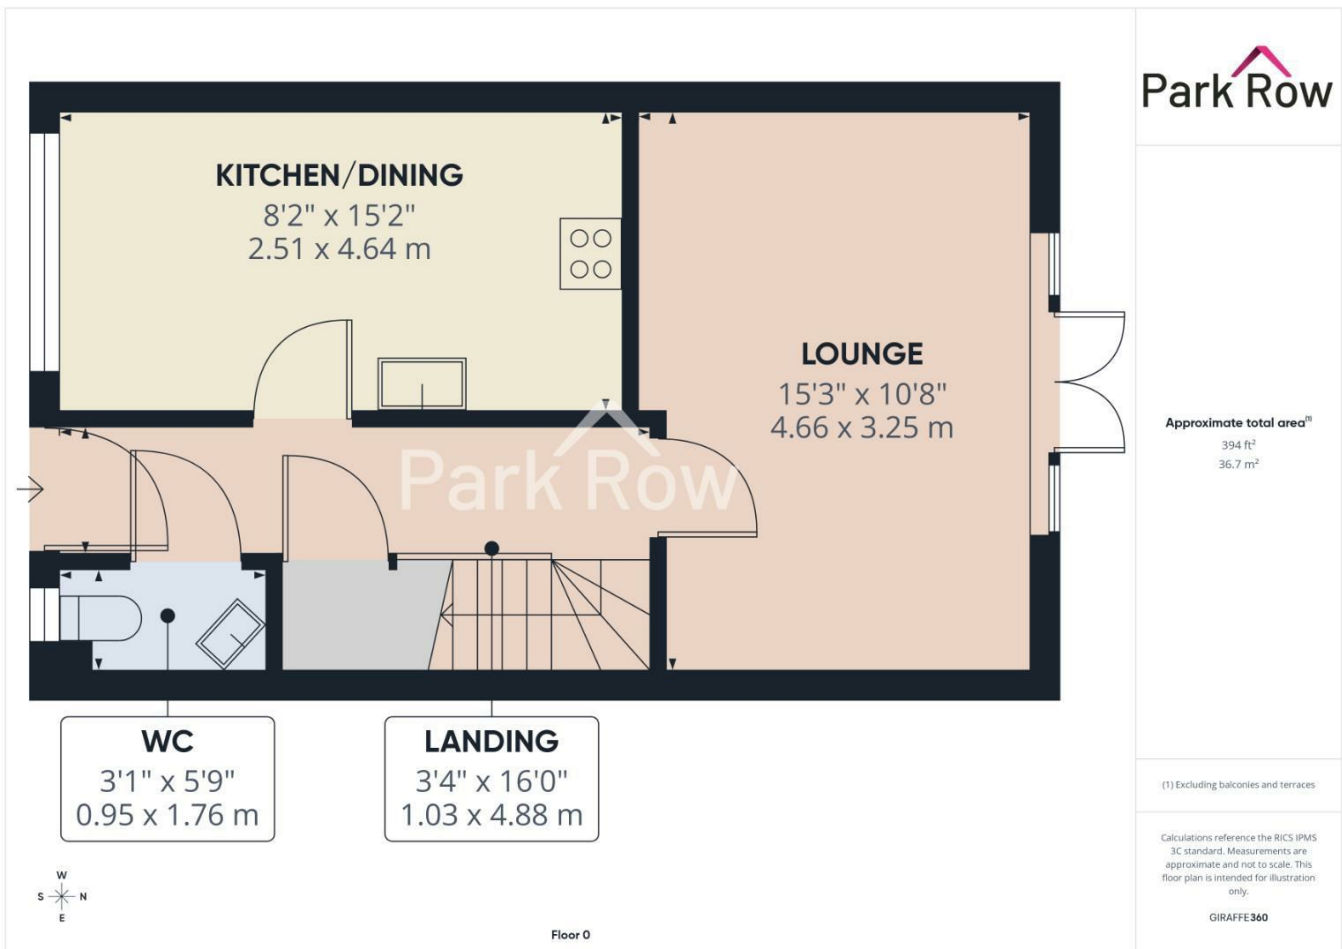 Park Row
KITCHEN/DINING
8'2" x 15'2"
2.51 x 4.64 m
LOUNGE
15'3" x 10'8"
4.66 x 3.25 m
Park Row
WC
3'1" x 5'9"
0.95 x 1.76 m
LANDING
3'4" x 16'0"
1.03 x 4.88 m
W
S N
E
Floor 0
Approximate total area(1)
394 ft²
36.7 m²
(1) Excluding balconies and terraces
Calculations reference the RICS IPMS
3C standard. Measurements are
approximate and not to scale. This
floor plan is intended for illustration
only.
GIRAFFE360